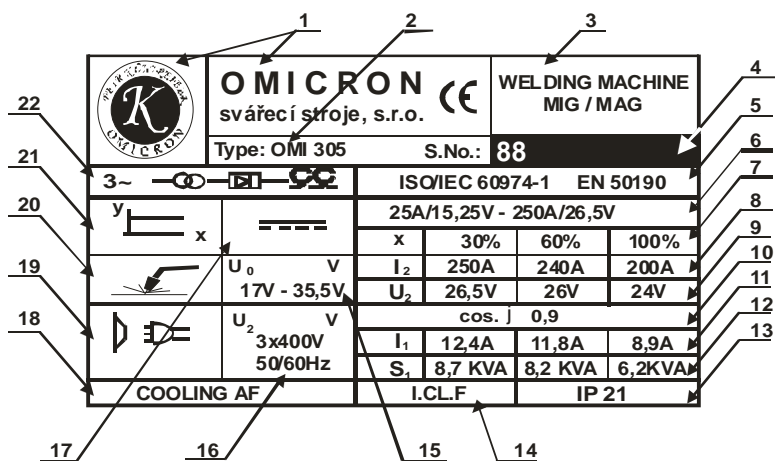 1 2 3
OMICRON CE WELDING MACHINE
MIG / MAG
svářecí stroje, s.r.o.
K
OMICRON
Type: OMI 305 S.No.: 88
4
5
6
7
8
9
10
11
12
13
22
21
20
19
18
3~ ISO/IEC 60974-1 EN 50190
y
x
25A/15,25V - 250A/26,5V
x 30% 60% 100%
I2 250A 240A 200A
U2 26,5V 26V 24V
U0 V
17V - 35,5V
cos. j 0,9
U2 V
3x400V
50/60Hz
I1 12,4A 11,8A 8,9A
S1 8,7 KVA 8,2 KVA 6,2KVA
COOLING AF I.CL.F IP 21
17 16 15 14